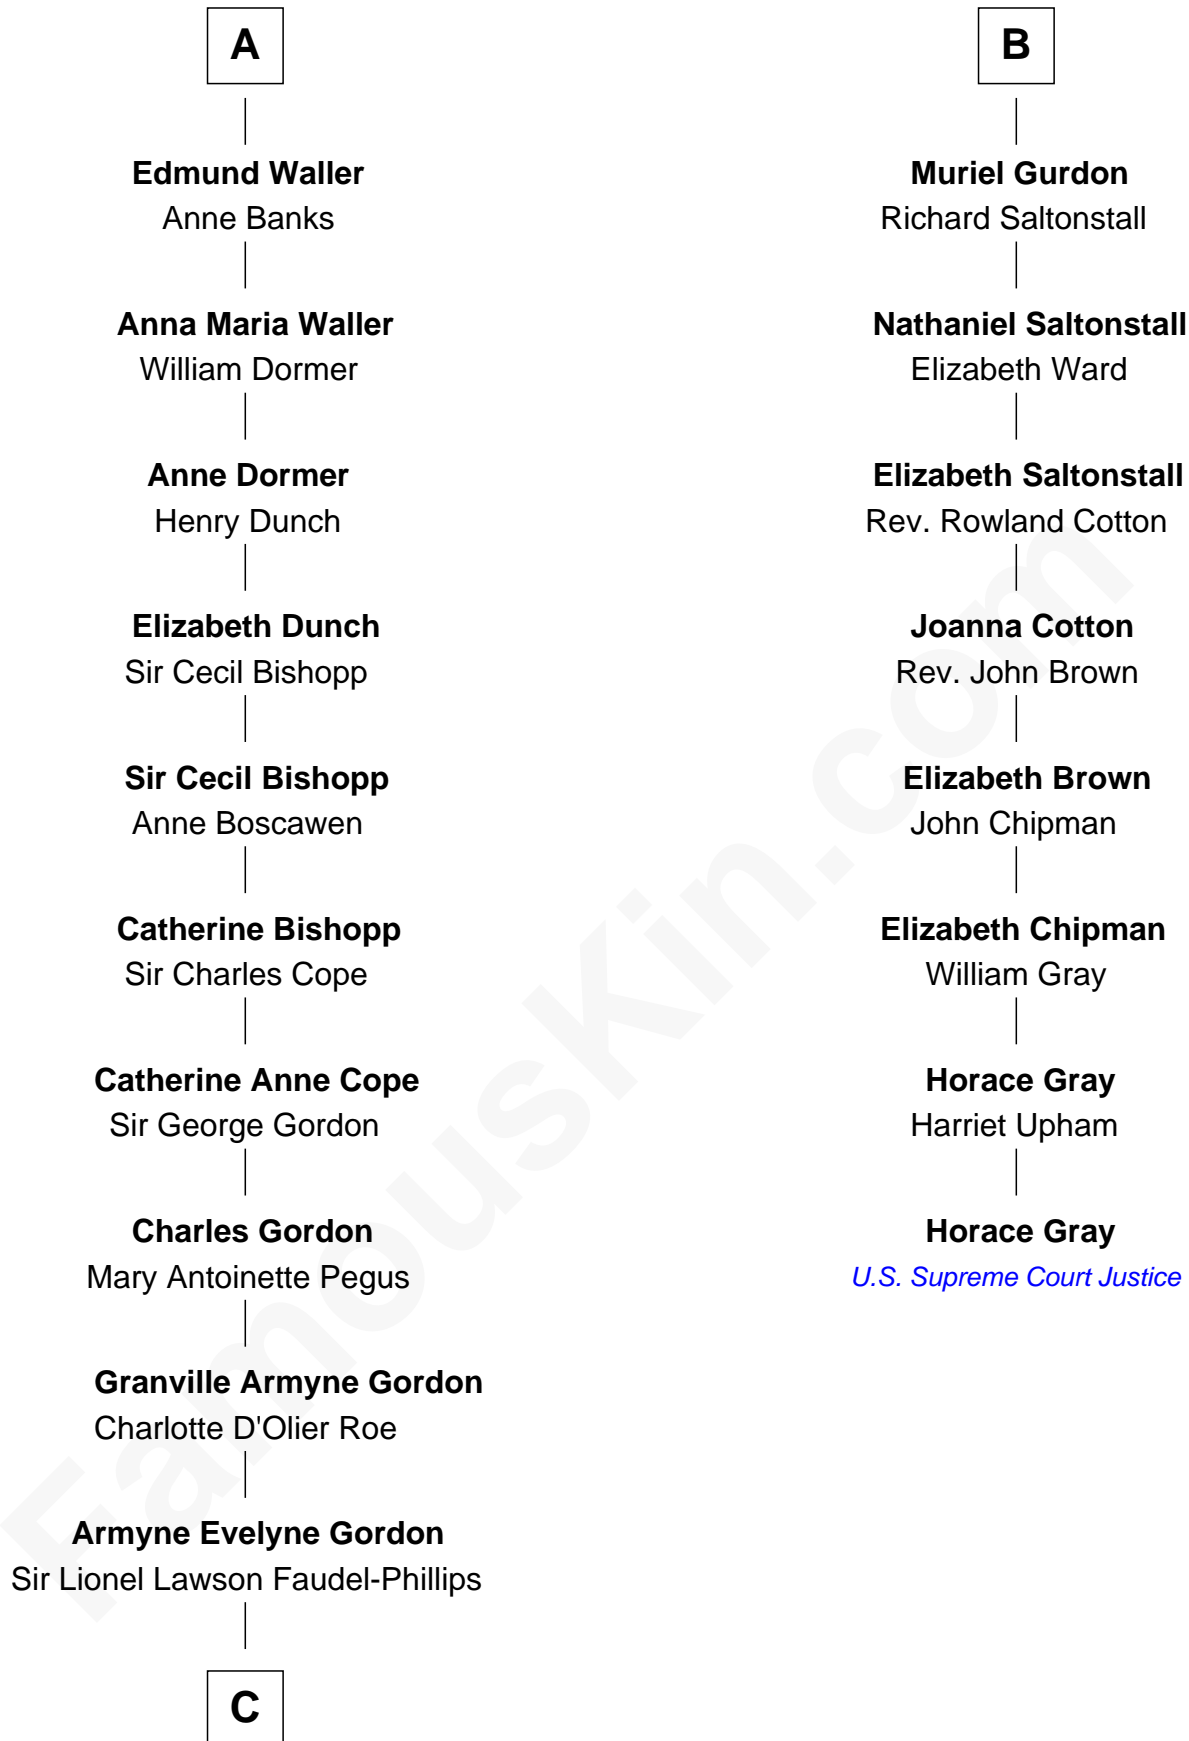 A
Edmund Waller
Anne Banks
Anna Maria Waller
William Dormer
Anne Dormer
Henry Dunch
Elizabeth Dunch
Sir Cecil Bishopp
Sir Cecil Bishopp
Anne Boscawen
Catherine Bishopp
Sir Charles Cope
Catherine Anne Cope
Sir George Gordon
Charles Gordon
Mary Antoinette Pegus
Granville Armyne Gordon
Charlotte D'Olier Roe
Armyne Evelyne Gordon
Sir Lionel Lawson Faudel-Phillips
C
B
Muriel Gurdon
Richard Saltonstall
Nathaniel Saltonstall
Elizabeth Ward
Elizabeth Saltonstall
Rev. Rowland Cotton
Joanna Cotton
Rev. John Brown
Elizabeth Brown
John Chipman
Elizabeth Chipman
William Gray
Horace Gray
Harriet Upham
Horace Gray
U.S. Supreme Court Justice
FamousKin.com